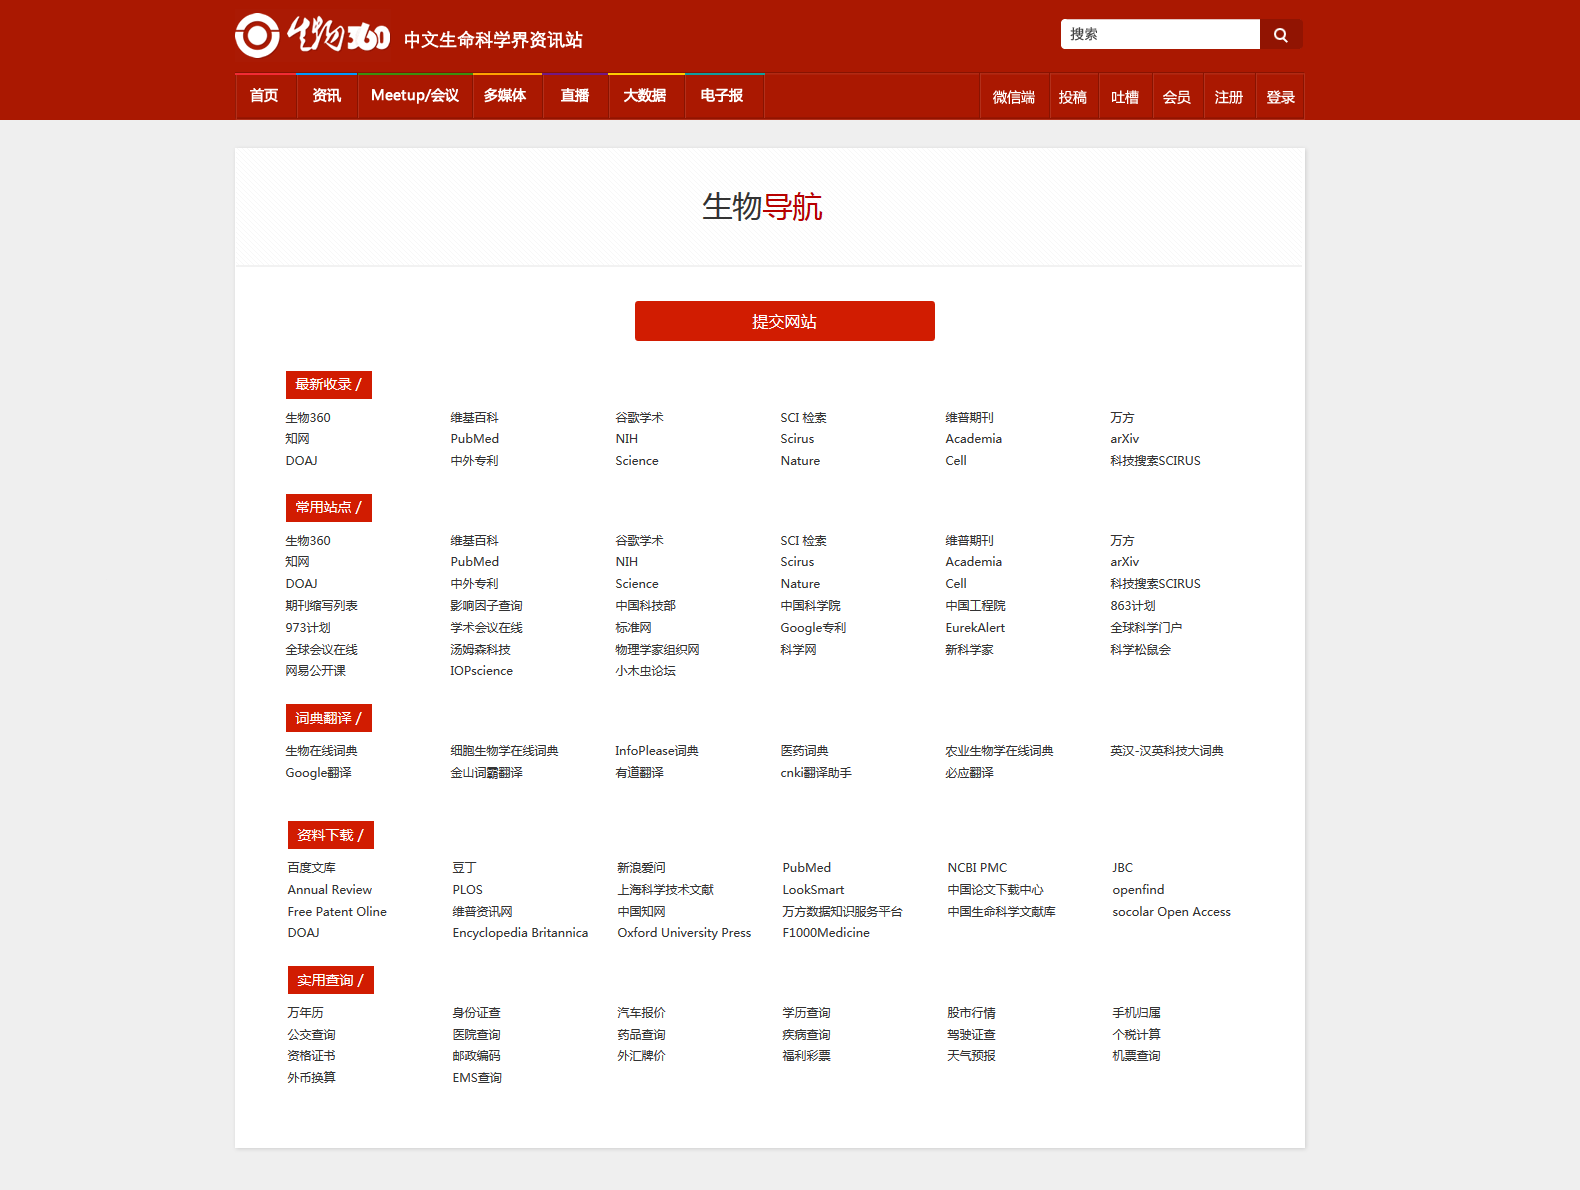 生物360 中文生命科学界资讯站
搜索
首页 资讯 Meetup/会议 多媒体 直播 大数据 电子报 微信端 投稿 吐槽 会员 注册 登录
生物导航
提交网站
最新收录 /
生物360 维基百科 谷歌学术 SCI 检索 维普期刊 万方
知网 PubMed NIH Scirus Academia arXiv
DOAJ 中外专利 Science Nature Cell 科技搜索SCIRUS
常用站点 /
生物360 维基百科 谷歌学术 SCI 检索 维普期刊 万方
知网 PubMed NIH Scirus Academia arXiv
DOAJ 中外专利 Science Nature Cell 科技搜索SCIRUS
期刊缩写列表 影响因子查询 中国科技部 中国科学院 中国工程院 863计划
973计划 学术会议在线 标准网 Google专利 EurekAlert 全球科学门户
全球会议在线 汤姆森科技 物理学家组织网 科学网 新科学家 科学松鼠会
网易公开课 IOPscience 小木虫论坛
词典翻译 /
生物在线词典 细胞生物学在线词典 InfoPlease词典 医药词典 农业生物学在线词典 英汉-汉英科技大词典
Google翻译 金山词霸翻译 有道翻译 cnki翻译助手 必应翻译
资料下载 /
百度文库 豆丁 新浪爱问 PubMed NCBI PMC JBC
Annual Review PLOS 上海科学技术文献 LookSmart 中国论文下载中心 openfind
Free Patent Oline 维普资讯网 中国知网 万方数据知识服务平台 中国生命科学文献库 socolar Open Access
DOAJ Encyclopedia Britannica Oxford University Press F1000Medicine
实用查询 /
万年历 身份证查 汽车报价 学历查询 股市行情 手机归属
公交查询 医院查询 药品查询 疾病查询 驾驶证查 个税计算
资格证书 邮政编码 外汇牌价 福利彩票 天气预报 机票查询
外币换算 EMS查询